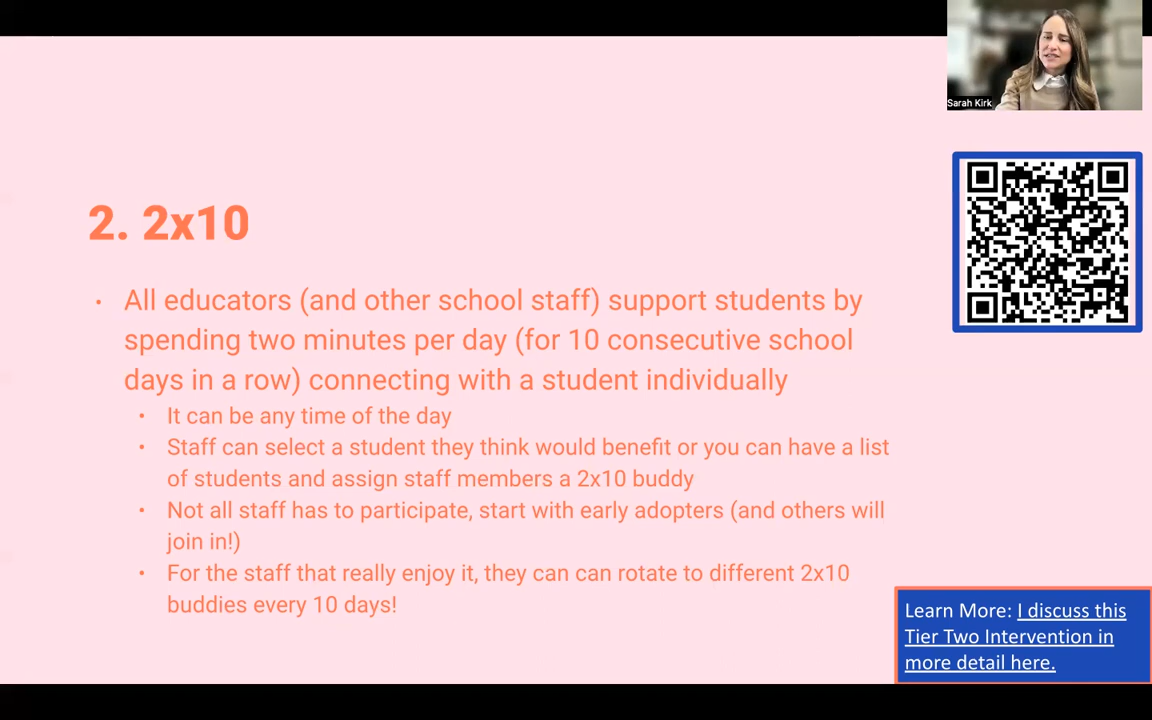 Sarah Kirk
2. 2x10
• All educators (and other school staff) support students by
spending two minutes per day (for 10 consecutive school
days in a row) connecting with a student individually
• It can be any time of the day
• Staff can select a student they think would benefit or you can have a list
of students and assign staff members a 2x10 buddy
• Not all staff has to participate, start with early adopters (and others will
join in!)
• For the staff that really enjoy it, they can can rotate to different 2x10
buddies every 10 days!
Learn More: I discuss this
Tier Two Intervention in
more detail here.